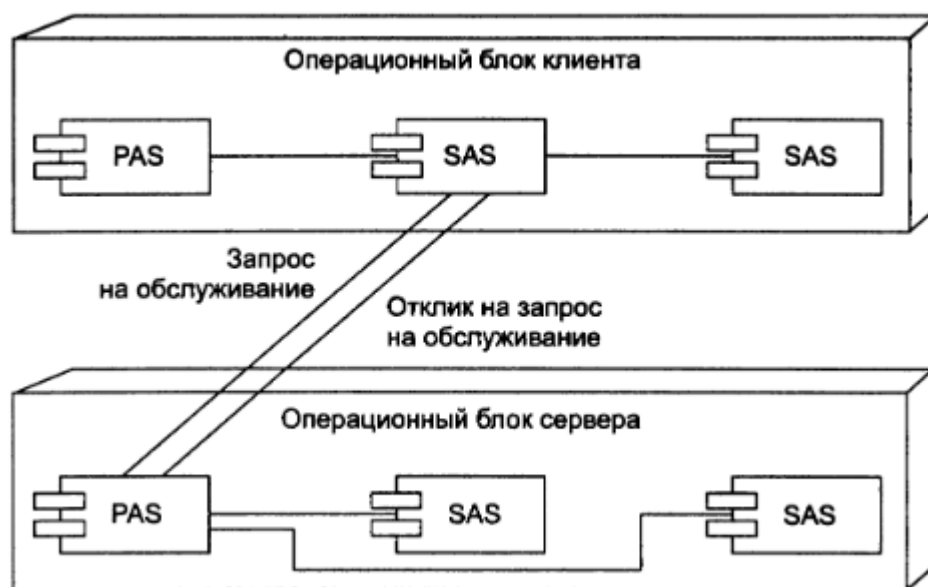 Операционный блок клиента
PAS
SAS
SAS
Запрос
на обслуживание
Отклик на запрос
на обслуживание
Операционный блок сервера
PAS
SAS
SAS